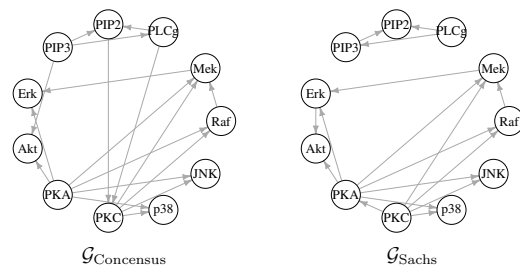 PIP2
PIP2
PIP3
PLCg
PIP3
PLCg
Mek
Mek
Erk
Erk
Raf
Raf
Akt
Akt
JNK
JNK
PKA
PKA
PKC
p38
PKC
p38
𝒢Concensus
𝒢Sachs